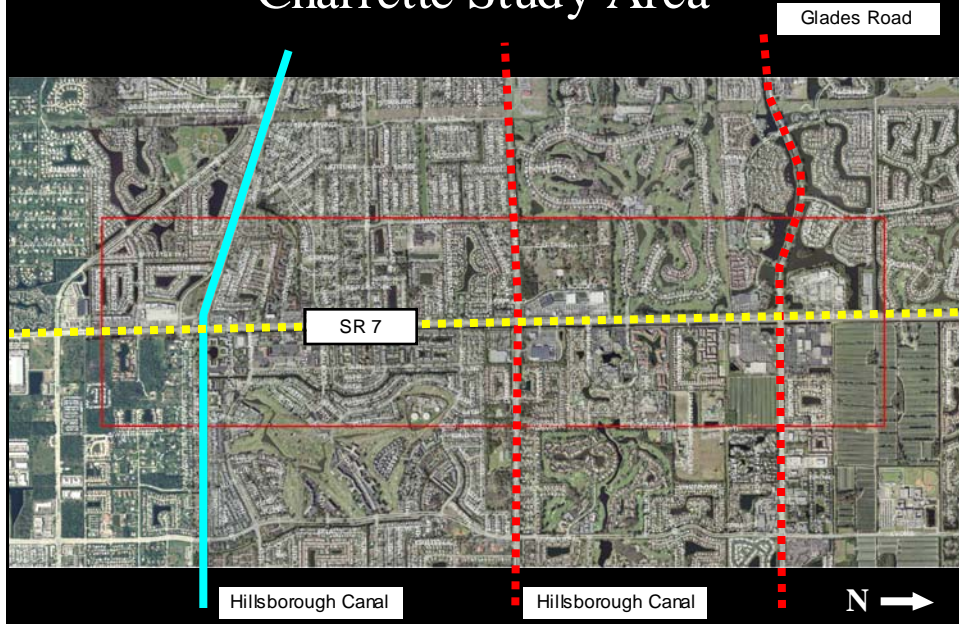 Charrette Study Area
Glades Road
SR 7
Hillsborough Canal
Hillsborough Canal
N